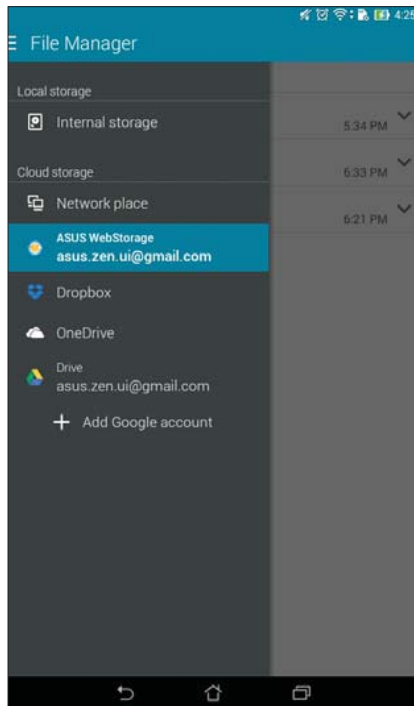 4:25
File Manager
Local storage
Internal storage
5:34 PM
Cloud storage
6:33 PM
Network place
6:21 PM
ASUS WebStorage
asus.zen.ui@gmail.com
Dropbox
OneDrive
Drive
asus.zen.ui@gmail.com
Add Google account